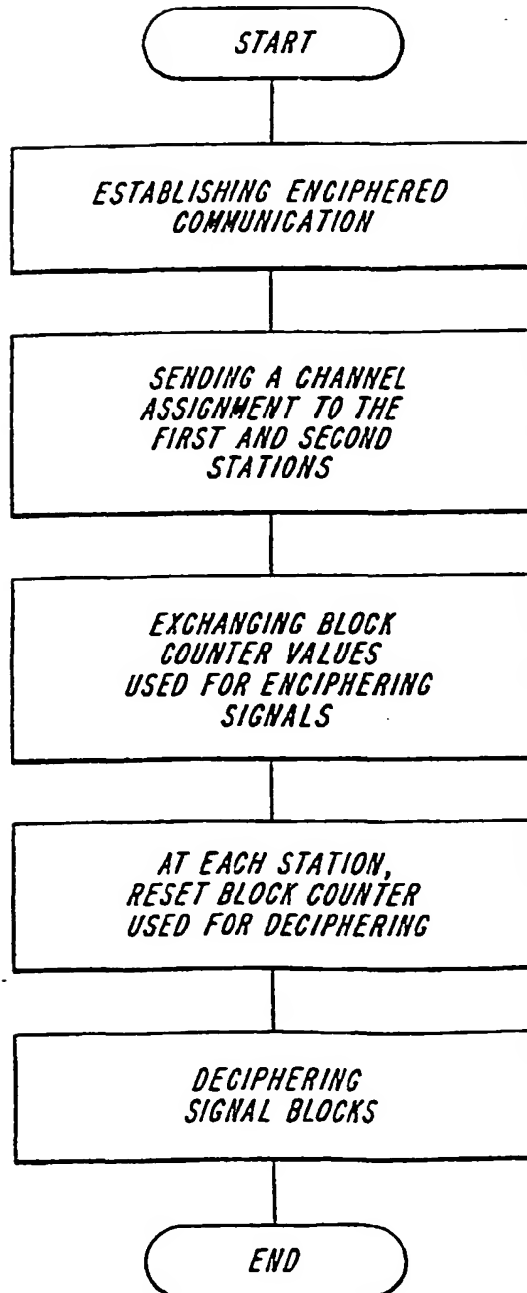 START
ESTABLISHING ENCIPHERED
COMMUNICATION
SENDING A CHANNEL
ASSIGNMENT TO THE
FIRST AND SECOND
STATIONS
EXCHANGING BLOCK
COUNTER VALUES
USED FOR ENCIPHERING
SIGNALS
AT EACH STATION,
RESET BLOCK COUNTER
USED FOR DECIPHERING
DECIPHERING
SIGNAL BLOCKS
END